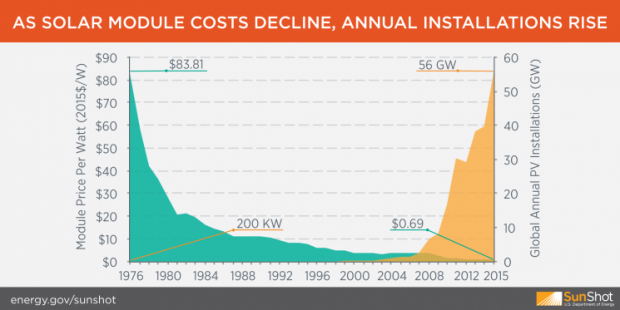 AS SOLAR MODULE COSTS DECLINE, ANNUAL INSTALLATIONS RISE
Module Price Per Watt (2015$/W)
$90
$80
$70
$60
$50
$40
$30
$20
$10
$0
$83.81
56 GW
200 KW
$0.69
60
50
40
30
20
10
0
Global Annual PV Installations (GW)
1976 1980 1984 1988 1992 1996 2000 2004 2008 2012 2015
energy.gov/sunshot
SunShot
U.S. Department of Energy